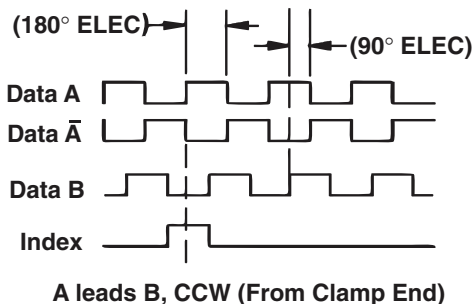 (180° ELEC)
(90° ELEC)
Data A
Data Ā
Data B
Index
A leads B, CCW (From Clamp End)